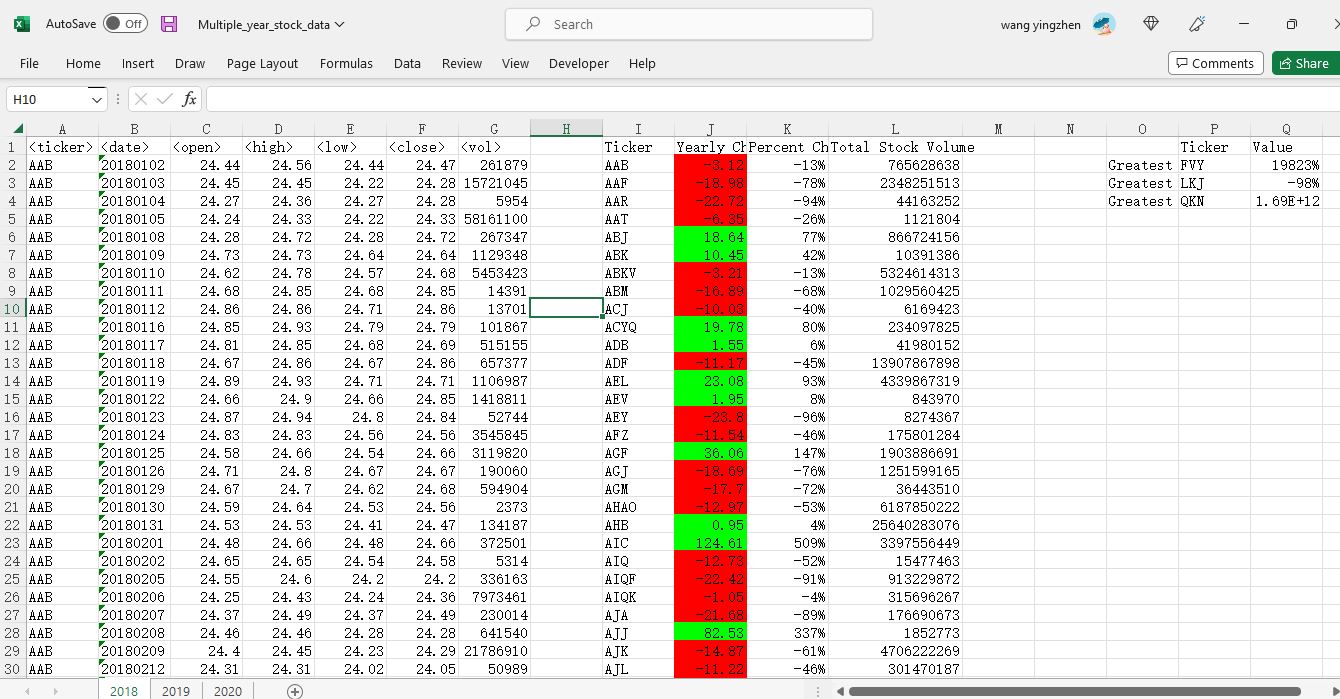 AutoSave Off Multiple_year_stock_data Search wang yingzhen
File Home Insert Draw Page Layout Formulas Data Review View Developer Help Comments Share
H10 fx
A B C D E F G H I J K L M N O P Q
1 <ticker> <date> <open> <high> <low> <close> <vol> Ticker Yearly Ch Percent Ch Total Stock Volume Ticker Value
2 AAB 20180102 24.44 24.56 24.44 24.47 261879 AAB -3.12 -13% 765628638 Greatest FVY 19823%
3 AAB 20180103 24.45 24.45 24.22 24.28 15721045 AAF -18.98 -78% 2348251513 Greatest LKJ -98%
4 AAB 20180104 24.27 24.36 24.27 24.28 5954 AAR -22.72 -94% 44163252 Greatest QKN 1.69E+12
5 AAB 20180105 24.24 24.33 24.22 24.33 58161100 AAT -6.35 -26% 1121804
6 AAB 20180108 24.28 24.72 24.28 24.72 267347 ABJ 18.64 77% 866724156
7 AAB 20180109 24.73 24.73 24.64 24.64 1129348 ABK 10.45 42% 10391386
8 AAB 20180110 24.62 24.78 24.57 24.68 5453423 ABKV -3.21 -13% 5324614313
9 AAB 20180111 24.68 24.85 24.68 24.85 14391 ABM -16.89 -68% 1029560425
10 AAB 20180112 24.86 24.86 24.71 24.86 13701 ACJ -10.03 -40% 6169423
11 AAB 20180116 24.85 24.93 24.79 24.79 101867 ACYQ 19.78 80% 234097825
12 AAB 20180117 24.81 24.85 24.68 24.69 515155 ADB 1.55 6% 41980152
13 AAB 20180118 24.67 24.86 24.67 24.86 657377 ADF -11.17 -45% 13907867898
14 AAB 20180119 24.89 24.93 24.71 24.71 1106987 AEL 23.08 93% 4339867319
15 AAB 20180122 24.66 24.9 24.66 24.85 1418811 AEV 1.95 8% 843970
16 AAB 20180123 24.87 24.94 24.8 24.84 52744 AEY -23.8 -96% 8274367
17 AAB 20180124 24.83 24.83 24.56 24.56 3545845 AFZ -11.54 -46% 175801284
18 AAB 20180125 24.58 24.66 24.54 24.66 3119820 AGF 36.06 147% 1903886691
19 AAB 20180126 24.71 24.8 24.67 24.67 190060 AGJ -18.69 -76% 1251599165
20 AAB 20180129 24.67 24.7 24.62 24.68 594904 AGM -17.7 -72% 36443510
21 AAB 20180130 24.59 24.64 24.53 24.56 2373 AHAO -12.97 -53% 6187850222
22 AAB 20180131 24.53 24.53 24.41 24.47 134187 AHB 0.95 4% 25640283076
23 AAB 20180201 24.48 24.66 24.48 24.66 372501 AIC 124.61 509% 3397556449
24 AAB 20180202 24.65 24.65 24.54 24.58 5314 AIQ -12.73 -52% 15477463
25 AAB 20180205 24.55 24.6 24.2 24.2 336163 AIQF -22.42 -91% 913229872
26 AAB 20180206 24.25 24.43 24.24 24.36 7973461 AIQK -1.05 -4% 315696267
27 AAB 20180207 24.37 24.49 24.37 24.49 230014 AJA -21.68 -89% 176690673
28 AAB 20180208 24.46 24.46 24.28 24.28 641540 AJJ 82.53 337% 1852773
29 AAB 20180209 24.4 24.45 24.23 24.29 21786910 AJK -14.87 -61% 4706222269
30 AAB 20180212 24.31 24.31 24.02 24.05 50989 AJL -11.22 -46% 301470187
2018 2019 2020